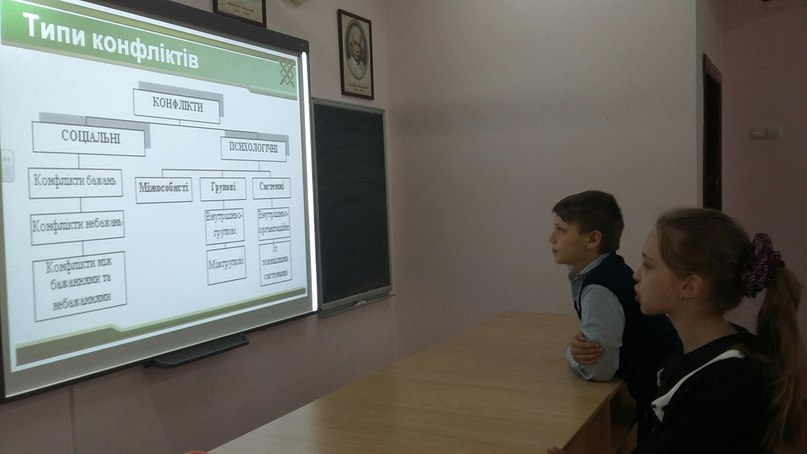 Типи конфліктів
КОНФЛІКТИ
СОЦІАЛЬНІ
ПСИХОЛОГІЧНІ
Конфлікти бажань
Міжособисті
Групові
Системні
Конфлікти небажань
Внутрішньо-
групові
Внутрішньо-
організаційні
Конфлікти між
бажаннями та
небажаннями
Міжгрупові
Із
зовнішніми
системами